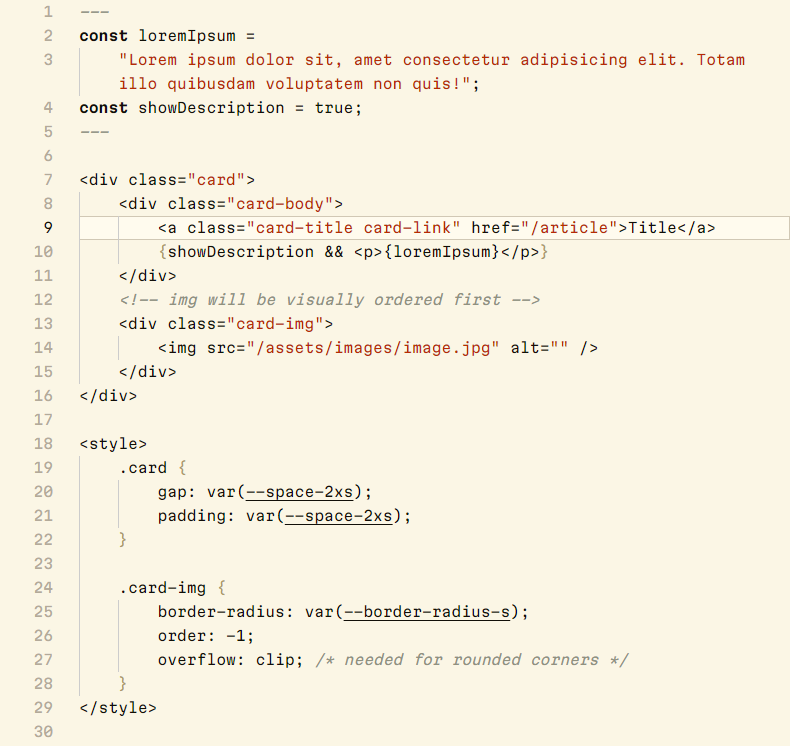 1 ---
2 const loremIpsum =
3 "Lorem ipsum dolor sit, amet consectetur adipisicing elit. Totam
illo quibusdam voluptatem non quis!";
4 const showDescription = true;
5 ---
6
7 <div class="card">
8 <div class="card-body">
9 <a class="card-title card-link" href="/article">Title</a>
10 {showDescription && <p>{loremIpsum}</p>}
11 </div>
12 <!-- img will be visually ordered first -->
13 <div class="card-img">
14 <img src="/assets/images/image.jpg" alt="" />
15 </div>
16 </div>
17
18 <style>
19 .card {
20 gap: var(--space-2xs);
21 padding: var(--space-2xs);
22 }
23
24 .card-img {
25 border-radius: var(--border-radius-s);
26 order: -1;
27 overflow: clip; /* needed for rounded corners */
28 }
29 </style>
30